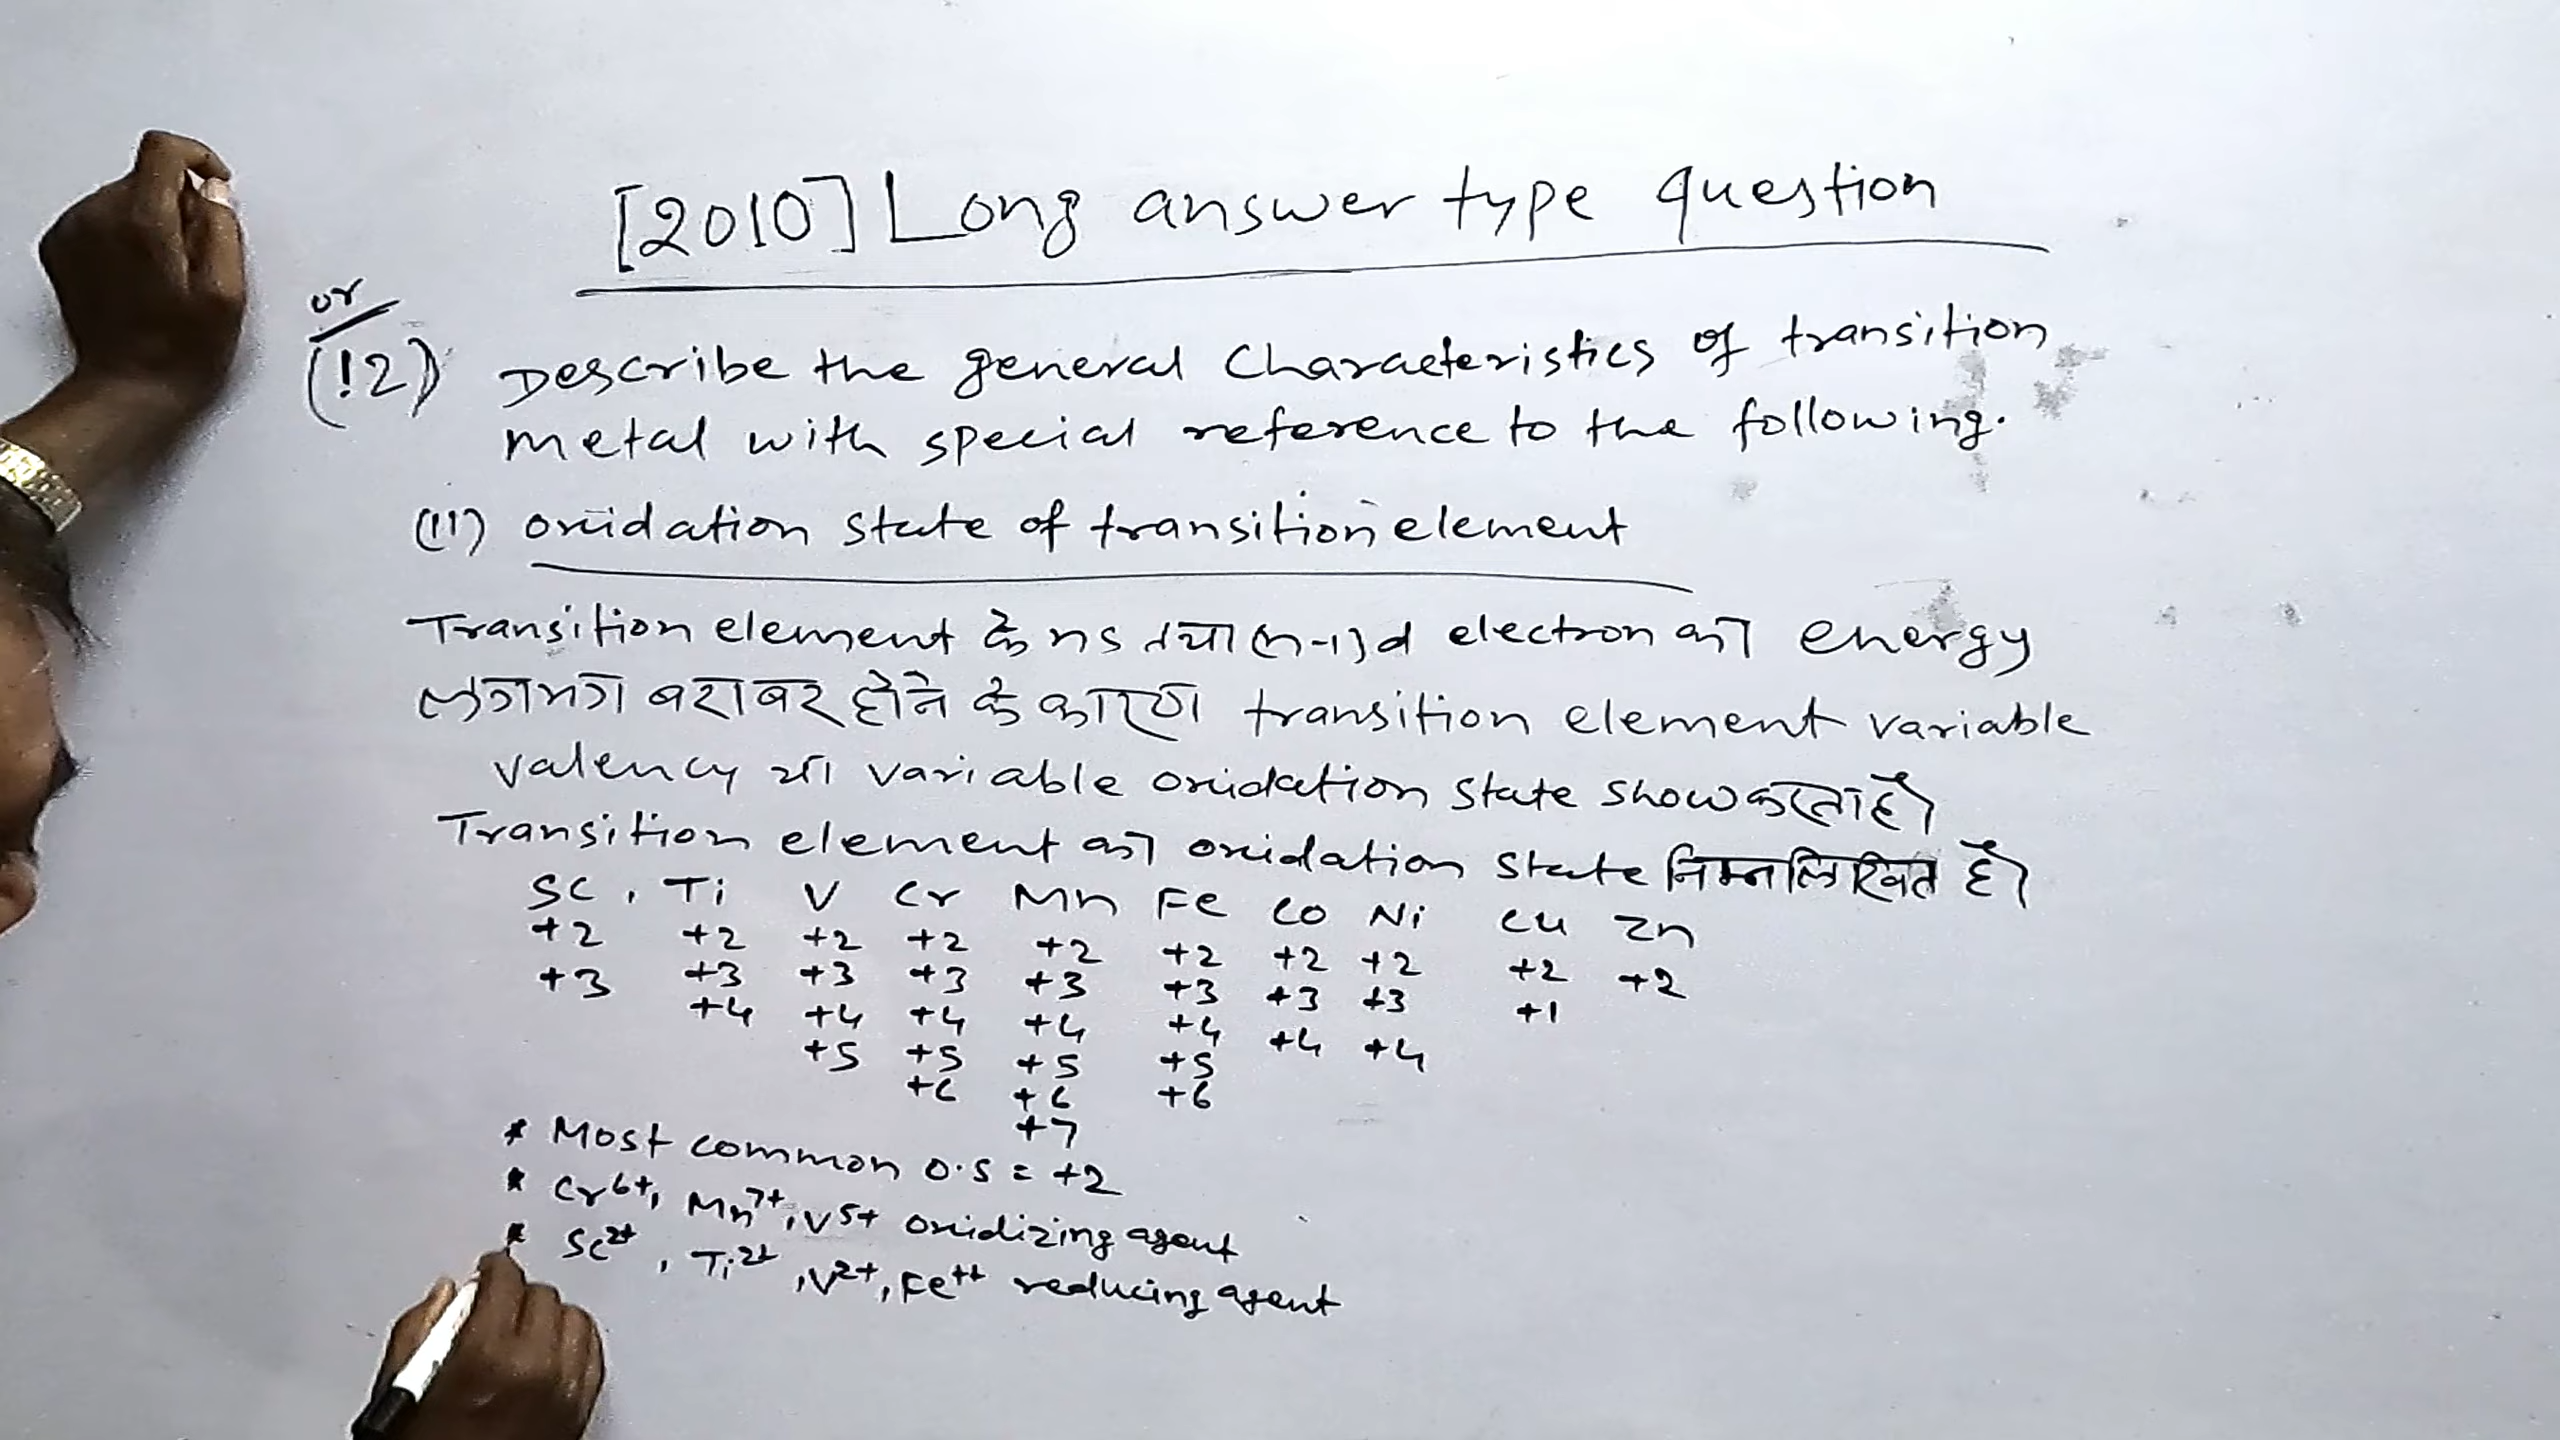 [2010] Long answer type question
or
(12) Describe the general characteristics of transition
metal with special reference to the following.
(11) oxidation state of transition element
Transition element के ns तथा (n-1)d electron की energy
लगभग बराबर होने के कारण transition element variable
valency या variable oxidation state show करता है।
Transition element की oxidation state निम्नलिखित है।
SC, Ti V Cr Mn Fe CO Ni Cu Zn
+2 +2 +2 +2 +2 +2 +2 +2 +2 +2
+3 +3 +3 +3 +3 +3 +3 +3 +1
+4 +4 +4 +4 +4 +4 +4
+5 +5 +5 +5
+6 +6 +6
+7
* Most common O.S = +2
* Cr6+, Mn7+, V5+ oxidizing agent
* Sc2+, Ti2+, V2+, Fe++ reducing agent